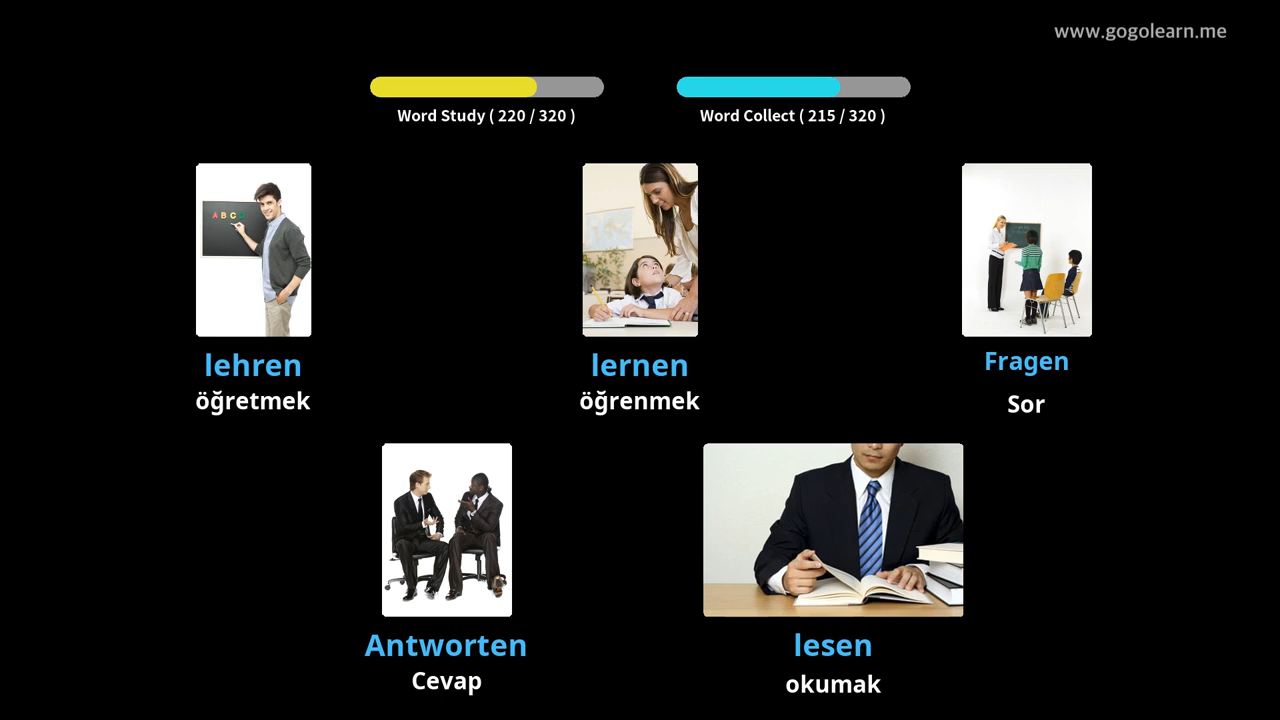 www.gogolearn.me
Word Study ( 220 / 320 )
Word Collect ( 215 / 320 )
A B C D
lehren
öğretmek
lernen
öğrenmek
Fragen
Sor
Antworten
Cevap
lesen
okumak